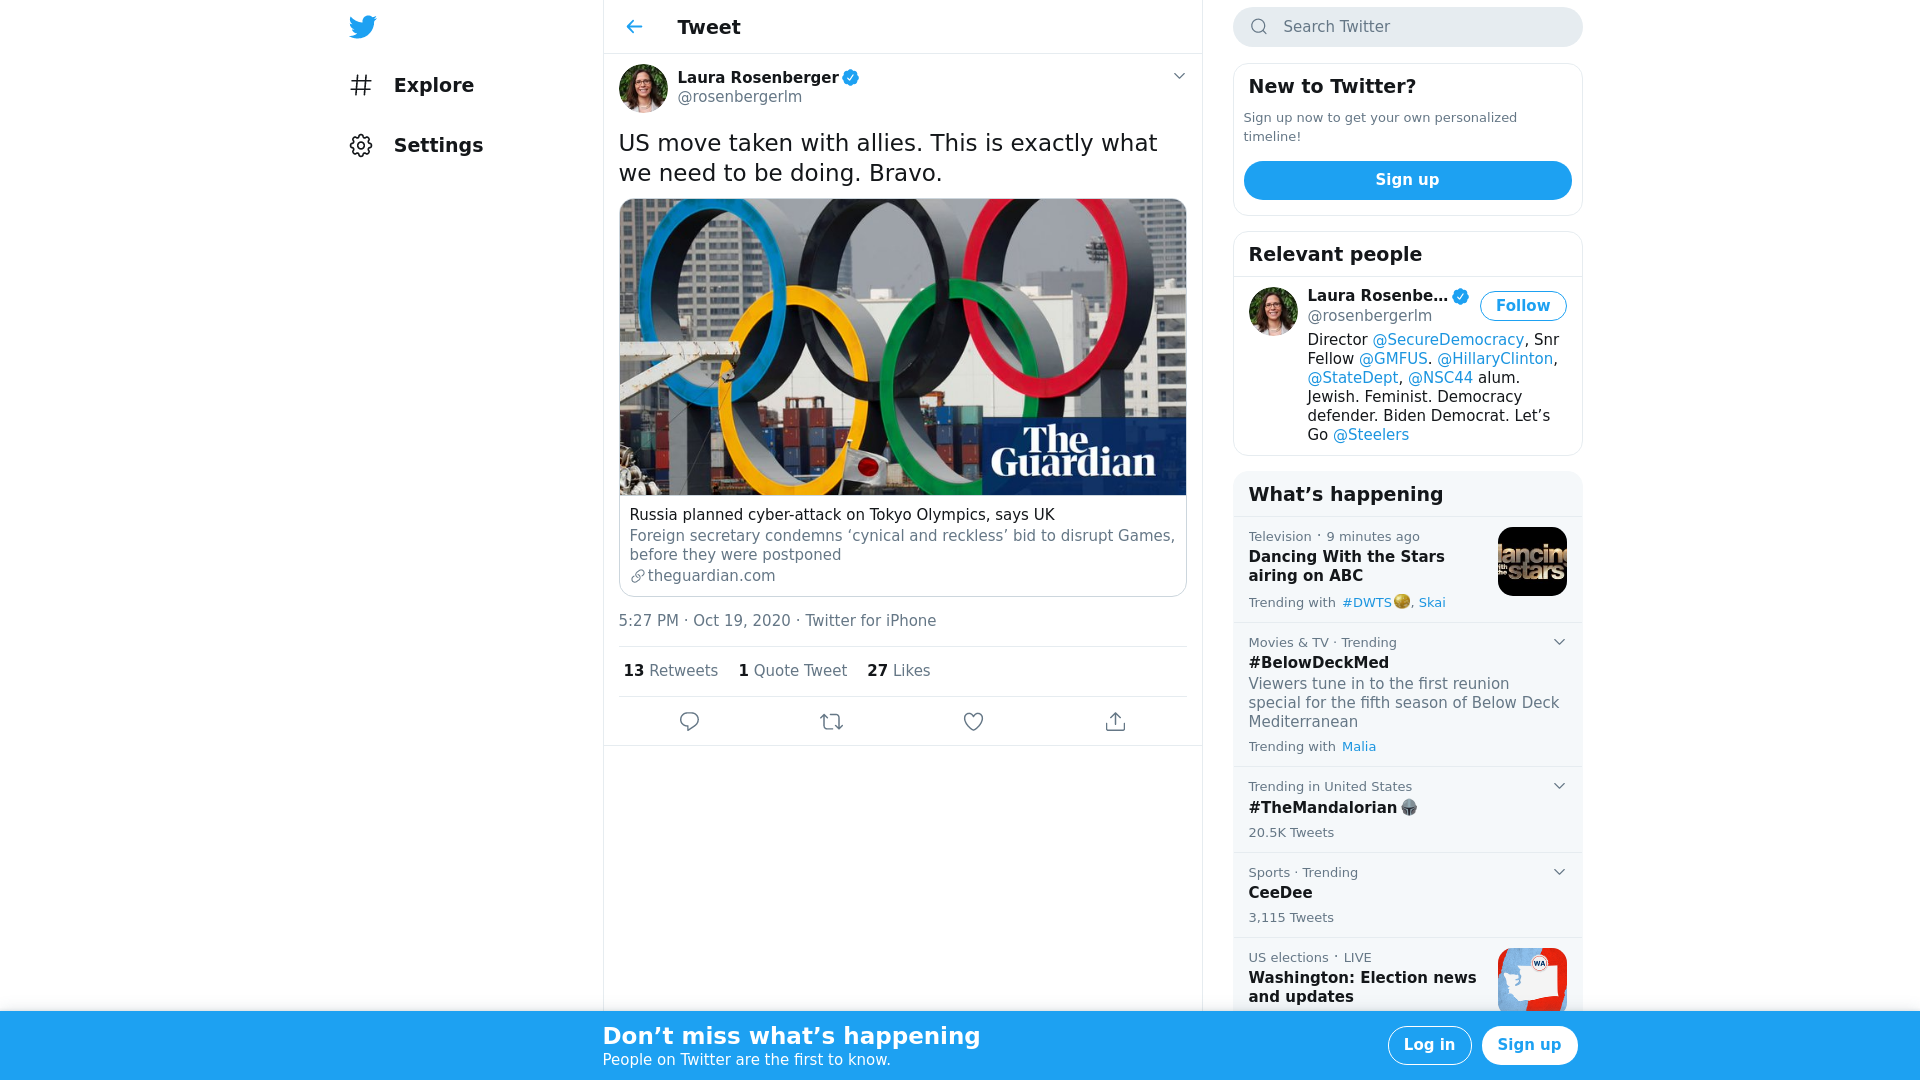 Explore
Settings
Tweet
Laura Rosenberger
@rosenbergerlm
US move taken with allies. This is exactly what
we need to be doing. Bravo.
The
Guardian
Russia planned cyber-attack on Tokyo Olympics, says UK
Foreign secretary condemns ‘cynical and reckless’ bid to disrupt Games,
before they were postponed
theguardian.com
5:27 PM · Oct 19, 2020 · Twitter for iPhone
13 Retweets 1 Quote Tweet 27 Likes
Search Twitter
New to Twitter?
Sign up now to get your own personalized
timeline!
Sign up
Relevant people
Laura Rosenbe...
Follow
@rosenbergerlm
Director @SecureDemocracy, Snr
Fellow @GMFUS. @HillaryClinton,
@StateDept, @NSC44 alum.
Jewish. Feminist. Democracy
defender. Biden Democrat. Let’s
Go @Steelers
What’s happening
Television · 9 minutes ago
Dancing With the Stars
airing on ABC
Trending with #DWTS, Skai
dancing
with the
stars
Movies & TV · Trending
#BelowDeckMed
Viewers tune in to the first reunion
special for the fifth season of Below Deck
Mediterranean
Trending with Malia
Trending in United States
#TheMandalorian
20.5K Tweets
Sports · Trending
CeeDee
3,115 Tweets
US elections · LIVE
Washington: Election news
and updates
WA
Don’t miss what’s happening
People on Twitter are the first to know.
Log in
Sign up